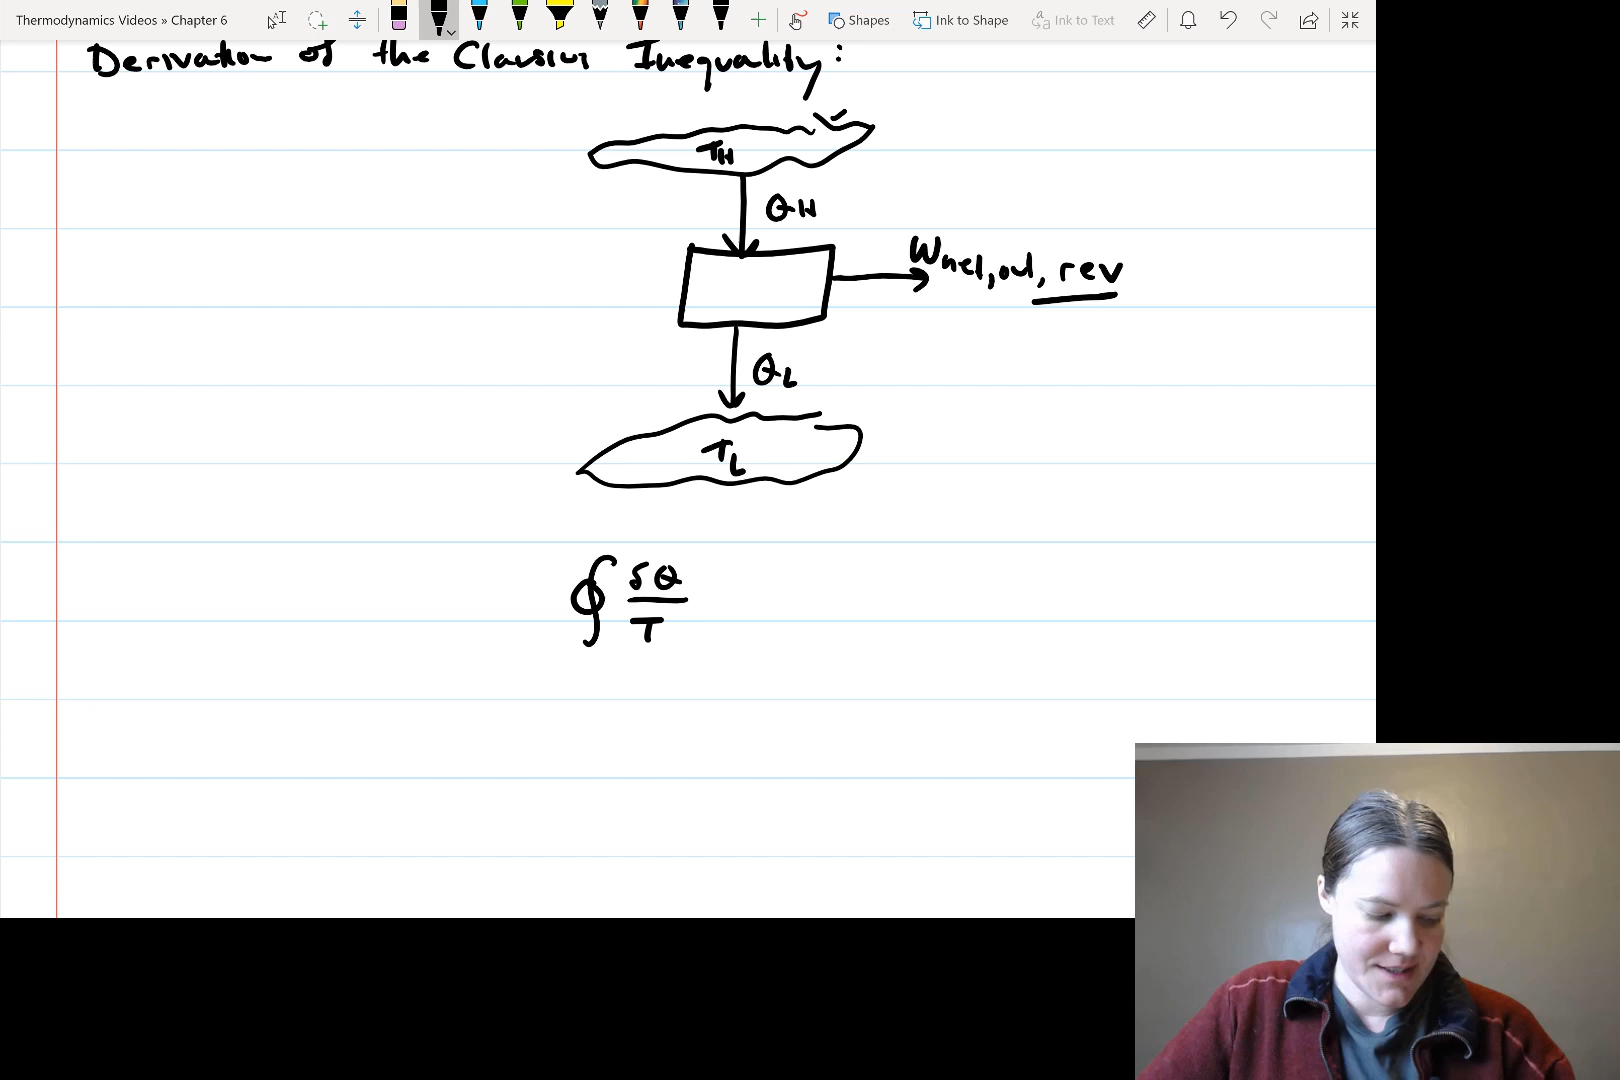 Thermodynamics Videos » Chapter 6
Shapes
Ink to Shape
Ink to Text
Derivation of the Clausius Inequality:
TH
QH
Wnet,out, rev
QL
TL
∮ δQ
T